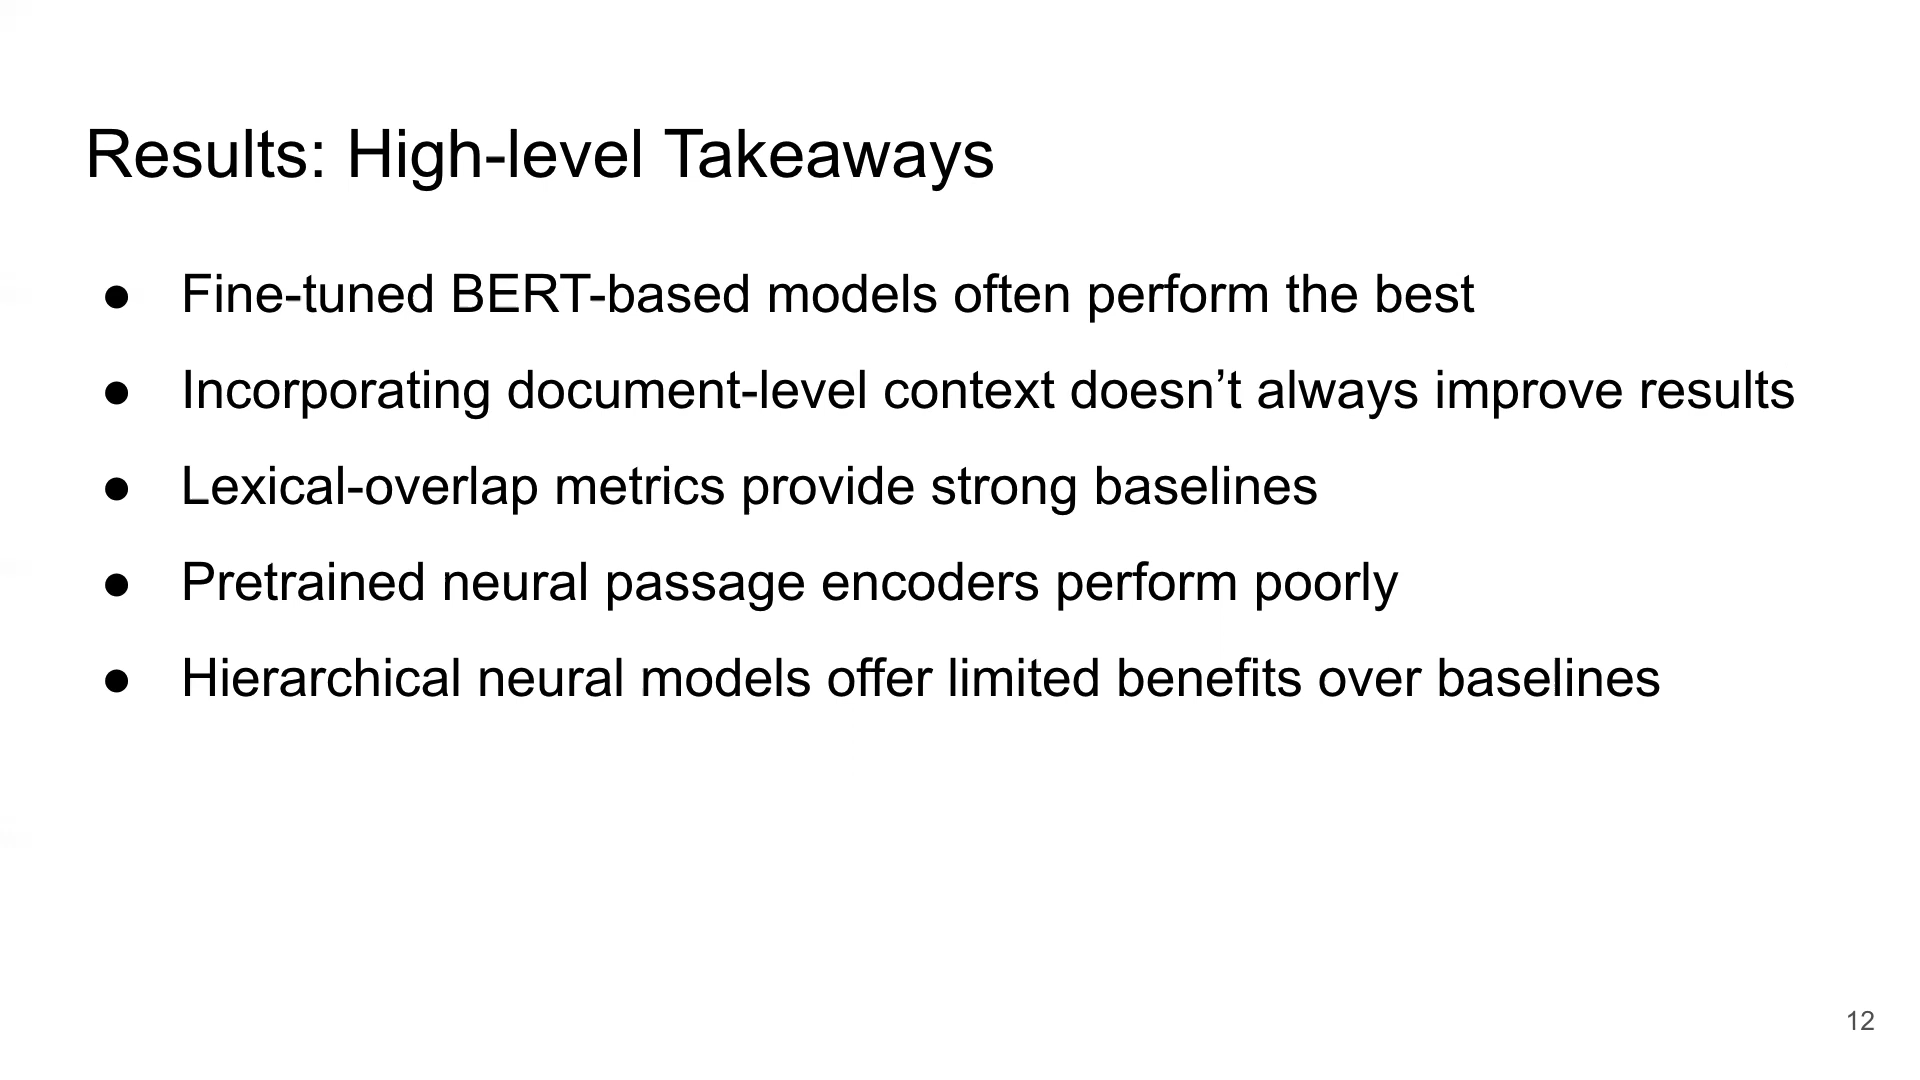 Results: High-level Takeaways
● Fine-tuned BERT-based models often perform the best
● Incorporating document-level context doesn’t always improve results
● Lexical-overlap metrics provide strong baselines
● Pretrained neural passage encoders perform poorly
● Hierarchical neural models offer limited benefits over baselines
12